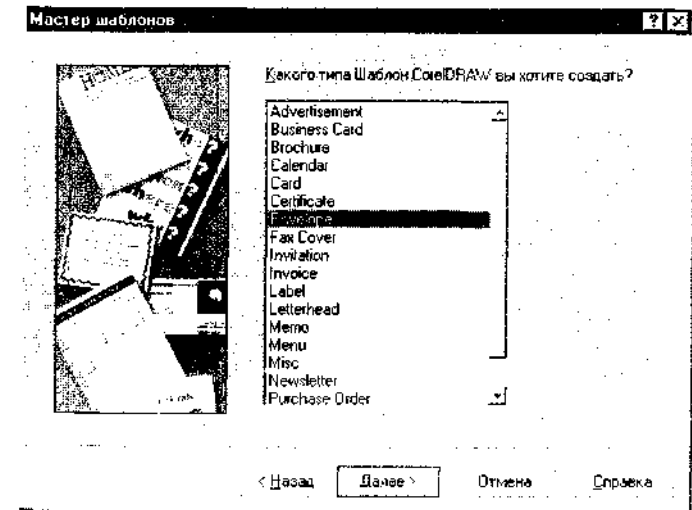 Мастер шаблонов
Какого типа Шаблон CorelDRAW вы хотите создать?
Advertisement
Business Card
Brochure
Calendar
Card
Certificate
Envelope
Fax Cover
Invitation
Invoice
Label
Letterhead
Memo
Menu
Misc
Newsletter
Purchase Order
< Назад Далее > Отмена Справка